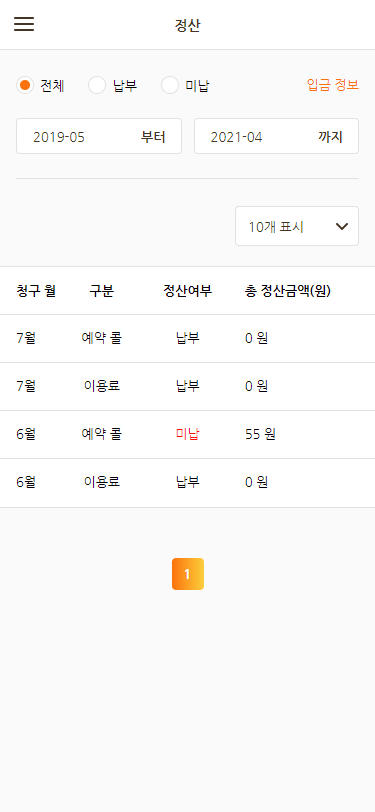 정산
전체 납부 미납 입금 정보
2019-05 부터 2021-04 까지
10개 표시
청구 월 구분 정산여부 총 정산금액(원)
7월 예약 콜 납부 0 원
7월 이용료 납부 0 원
6월 예약 콜 미납 55 원
6월 이용료 납부 0 원
1